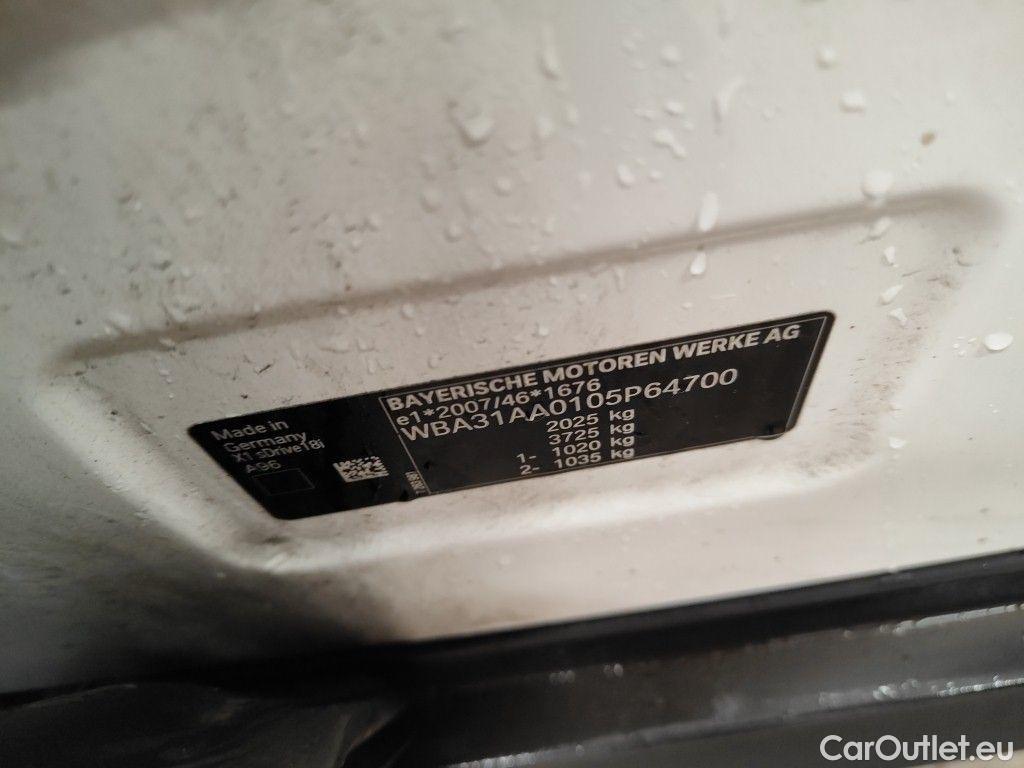 BAYERISCHE MOTOREN WERKE AG
e1*2007/46*1676
WBA31AA0105P64700
2025 kg
3725 kg
1- 1020 kg
2- 1035 kg
Made in
Germany
X1 sDrive18i
A96
CarOutlet.eu